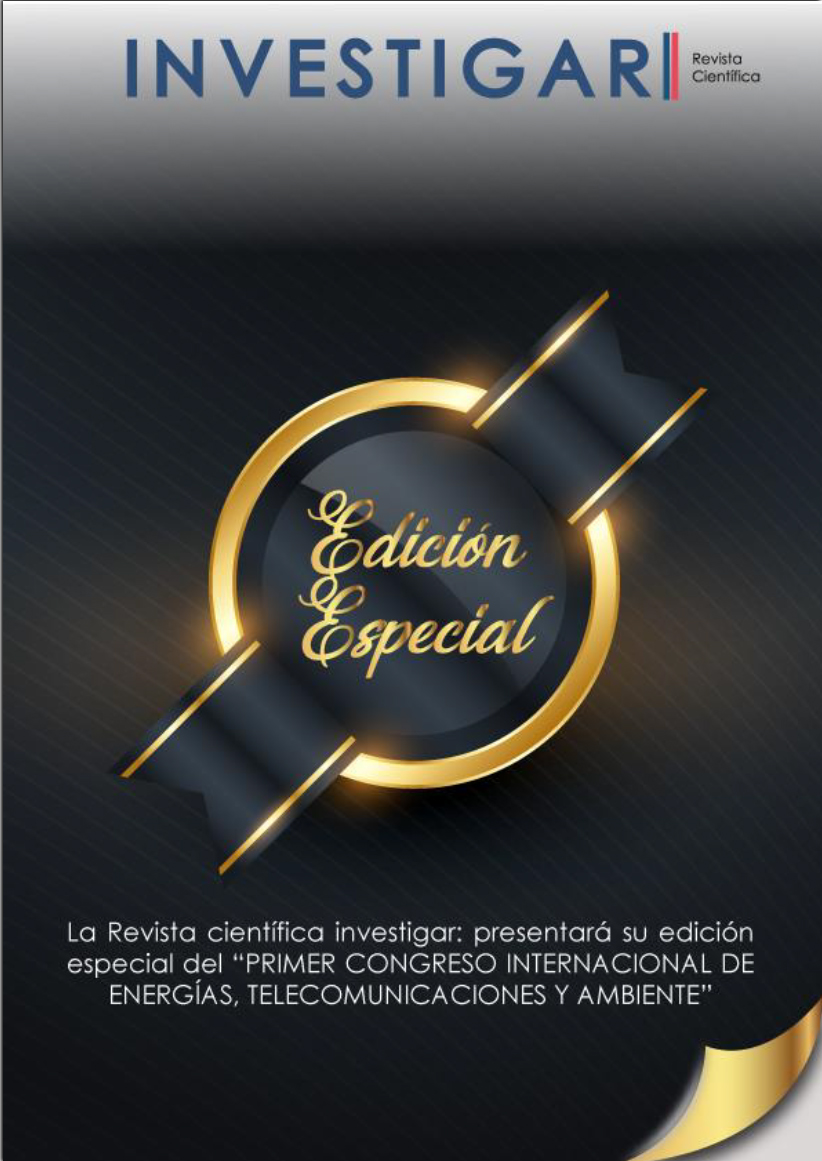 INVESTIGAR
Revista
Científica
Edición
Especial
La Revista científica investigar: presentará su edición
especial del “PRIMER CONGRESO INTERNACIONAL DE
ENERGÍAS, TELECOMUNICACIONES Y AMBIENTE”